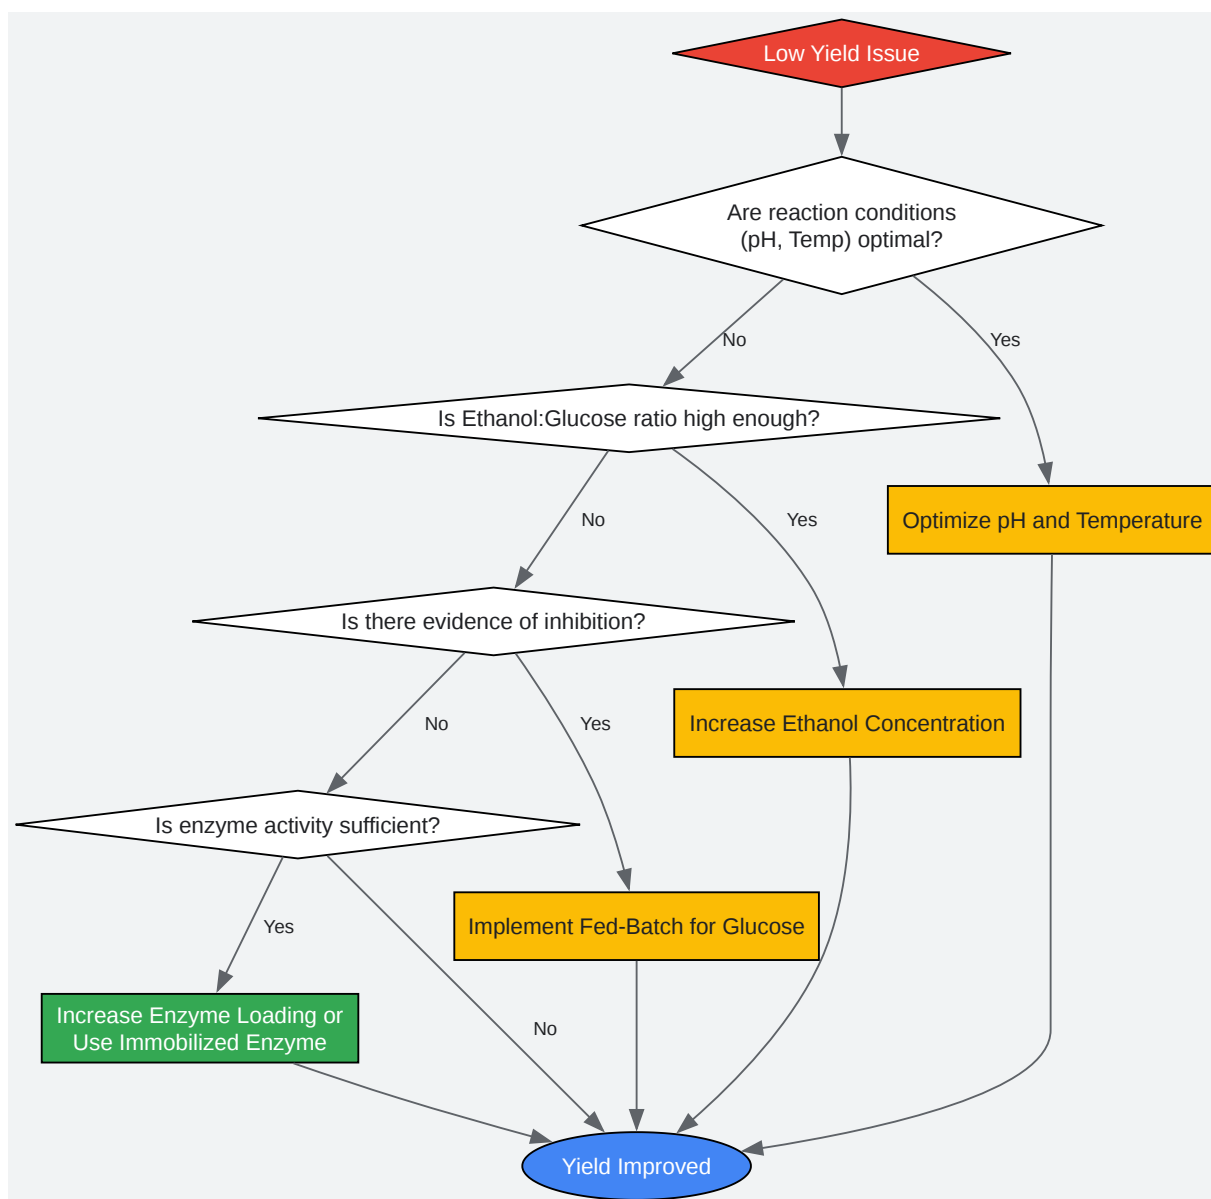 Low Yield Issue
Are reaction conditions
(pH, Temp) optimal?
No
Yes
Is Ethanol:Glucose ratio high enough?
No
Yes
Optimize pH and Temperature
Is there evidence of inhibition?
No
Yes
Increase Ethanol Concentration
Is enzyme activity sufficient?
Yes
No
Implement Fed-Batch for Glucose
Increase Enzyme Loading or
Use Immobilized Enzyme
Yield Improved